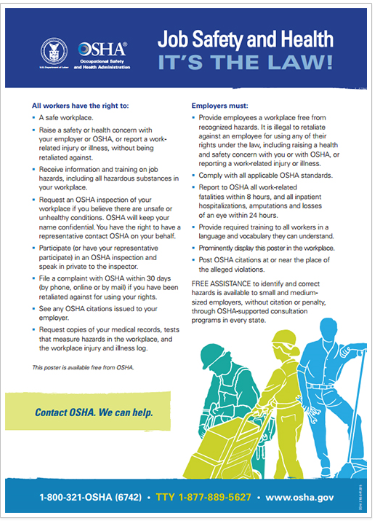 OSHA®
Occupational Safety
and Health Administration
Job Safety and Health
IT'S THE LAW!
All workers have the right to:
• A safe workplace.
• Raise a safety or health concern with
your employer or OSHA, or report a work-
related injury or illness, without being
retaliated against.
• Receive information and training on job
hazards, including all hazardous substances in
your workplace.
• Request an OSHA inspection of your
workplace if you believe there are unsafe or
unhealthy conditions. OSHA will keep your
name confidential. You have the right to have a
representative contact OSHA on your behalf.
• Participate (or have your representative
participate) in an OSHA inspection and
speak in private to the inspector.
• File a complaint with OSHA within 30 days
(by phone, online or by mail) if you have been
retaliated against for using your rights.
• See any OSHA citations issued to your
employer.
• Request copies of your medical records, tests
that measure hazards in the workplace, and
the workplace injury and illness log.
This poster is available free from OSHA.
Contact OSHA. We can help.
Employers must:
• Provide employees a workplace free from
recognized hazards. It is illegal to retaliate
against an employee for using any of their
rights under the law, including raising a health
and safety concern with you or with OSHA, or
reporting a work-related injury or illness.
• Comply with all applicable OSHA standards.
• Report to OSHA all work-related
fatalities within 8 hours, and all inpatient
hospitalizations, amputations and losses
of an eye within 24 hours.
• Provide required training to all workers in a
language and vocabulary they can understand.
• Prominently display this poster in the workplace.
• Post OSHA citations at or near the place of
the alleged violations.
FREE ASSISTANCE to identify and correct
hazards is available to small and medium-
sized employers, without citation or penalty,
through OSHA-supported consultation
programs in every state.
1-800-321-OSHA (6742) • TTY 1-877-889-5627 • www.osha.gov